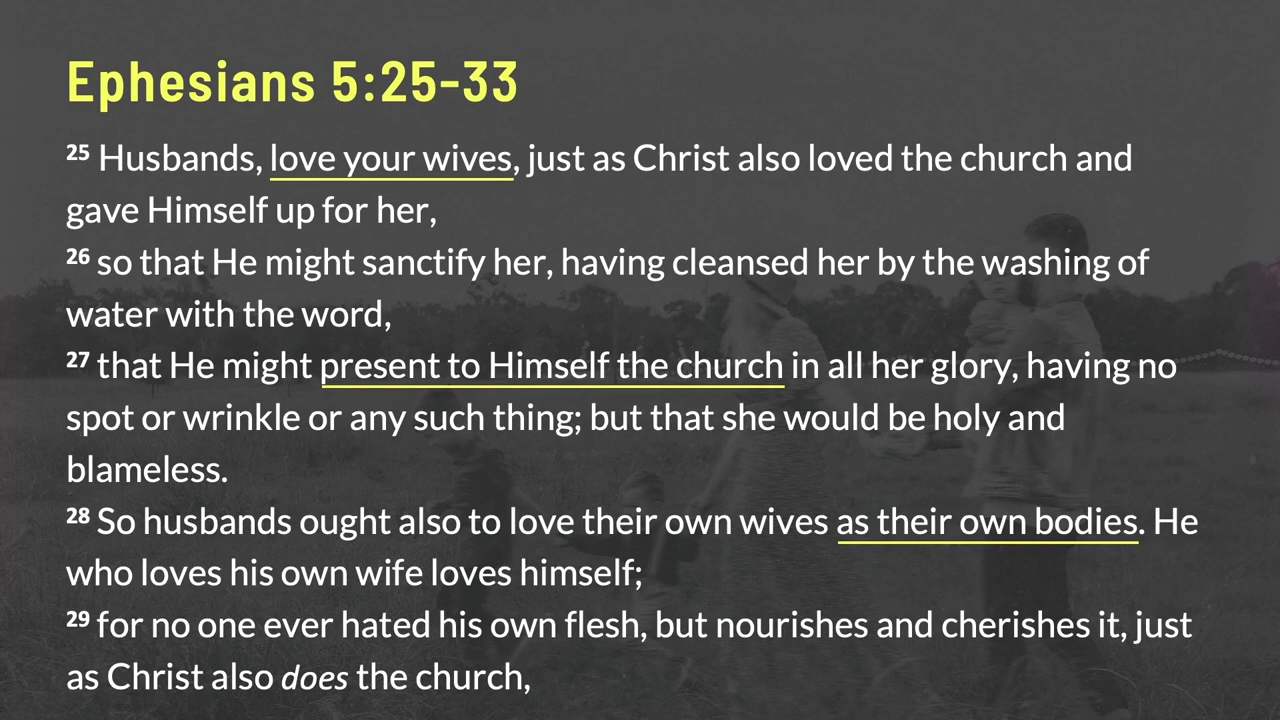 Ephesians 5:25-33
25 Husbands, love your wives, just as Christ also loved the church and
gave Himself up for her,
26 so that He might sanctify her, having cleansed her by the washing of
water with the word,
27 that He might present to Himself the church in all her glory, having no
spot or wrinkle or any such thing; but that she would be holy and
blameless.
28 So husbands ought also to love their own wives as their own bodies. He
who loves his own wife loves himself;
29 for no one ever hated his own flesh, but nourishes and cherishes it, just
as Christ also does the church,